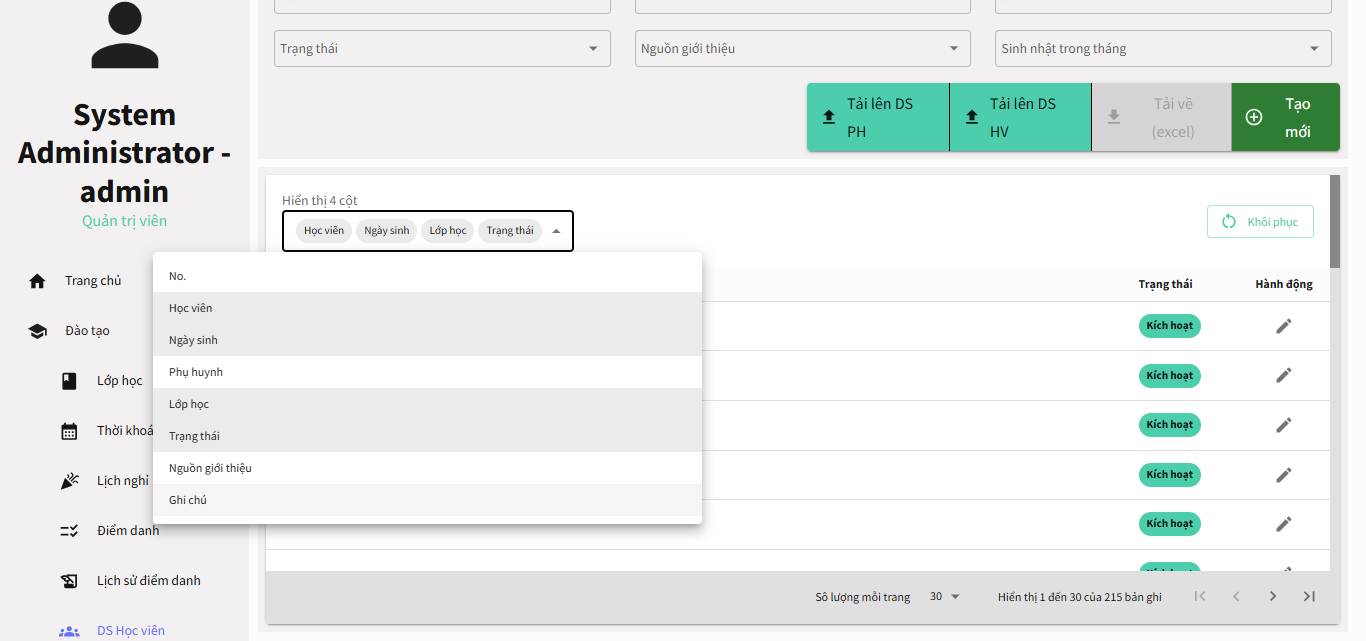 System
Administrator -
admin
Quản trị viên
Trang chủ
Đào tạo
Lớp học
Thời khoá
Lịch nghỉ
Điểm danh
Lịch sử điểm danh
DS Học viên
Trạng thái
Nguồn giới thiệu
Sinh nhật trong tháng
Tải lên DS
PH
Tải lên DS
HV
Tải về
(excel)
Tạo
mới
Hiển thị 4 cột
Học viên Ngày sinh Lớp học Trạng thái
Khôi phục
No.
Học viên
Ngày sinh
Phụ huynh
Lớp học
Trạng thái
Nguồn giới thiệu
Ghi chú
Trạng thái Hành động
Kích hoạt
Kích hoạt
Kích hoạt
Kích hoạt
Kích hoạt
Số lượng mỗi trang 30 Hiển thị 1 đến 30 của 215 bản ghi